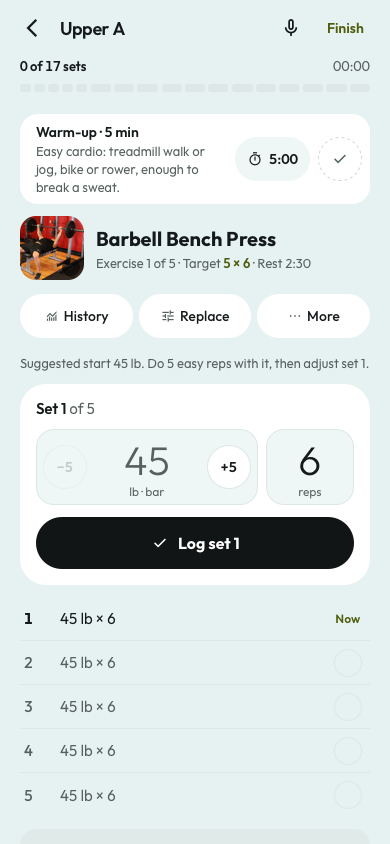 Upper A
Finish
0 of 17 sets
00:00
Warm-up · 5 min
Easy cardio: treadmill walk or
jog, bike or rower, enough to
break a sweat.
5:00
Barbell Bench Press
Exercise 1 of 5 · Target 5 × 6 · Rest 2:30
History
Replace
More
Suggested start 45 lb. Do 5 easy reps with it, then adjust set 1.
Set 1 of 5
−5
45
+5
lb · bar
6
reps
Log set 1
1 45 lb × 6 Now
2 45 lb × 6
3 45 lb × 6
4 45 lb × 6
5 45 lb × 6